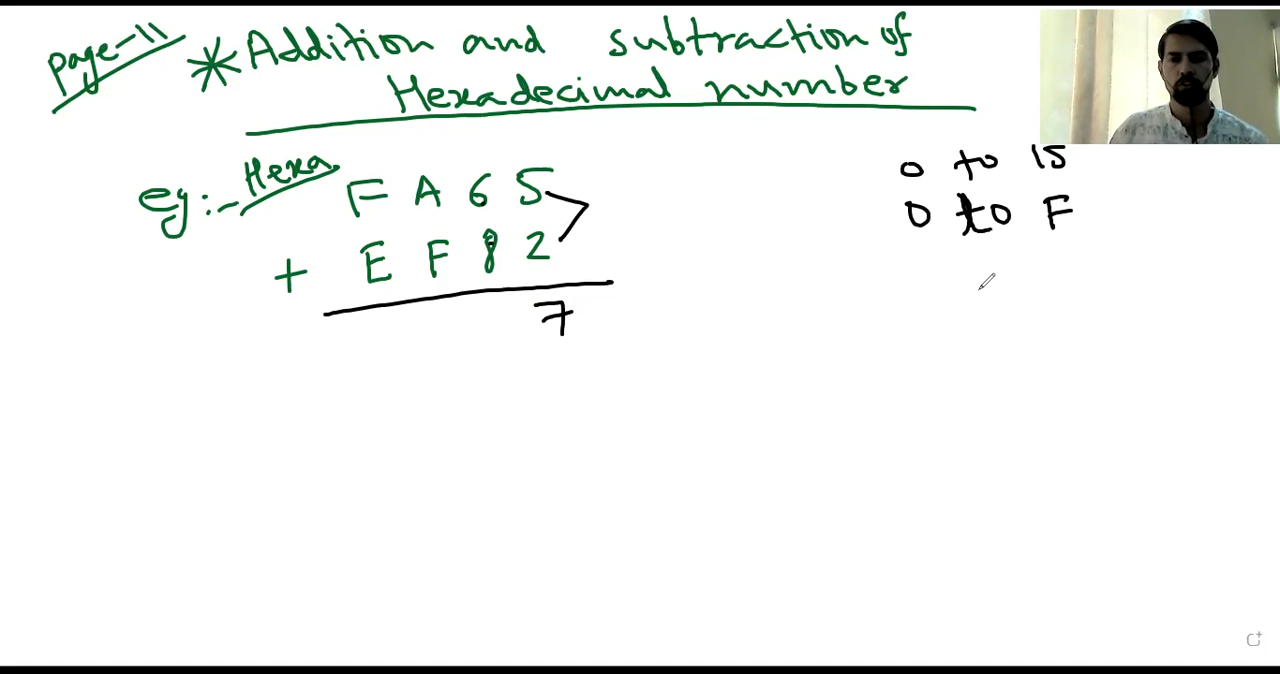 page-11 * Addition and subtraction of
Hexadecimal number
eg:- Hexa F A 6 5
+ E F 8 2
7
0 to 15
0 to F